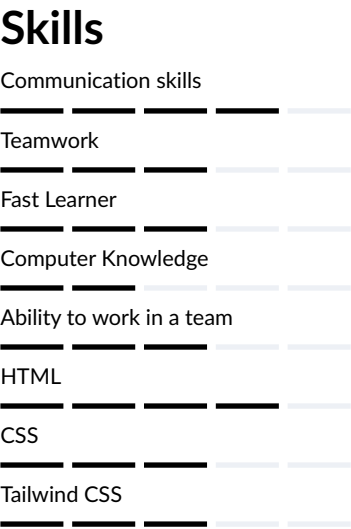 Skills
Communication skills
Teamwork
Fast Learner
Computer Knowledge
Ability to work in a team
HTML
CSS
Tailwind CSS